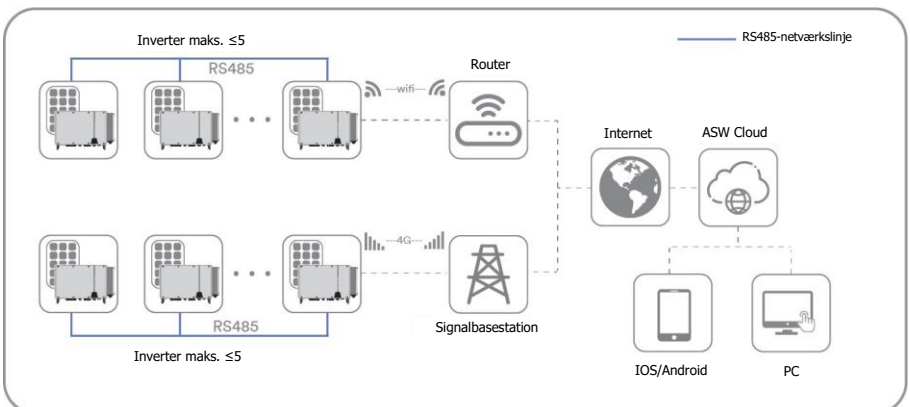 Inverter maks. ≤5
RS485-netværkslinje
RS485
Router
wifi
Internet
ASW Cloud
4G
RS485
Signalbasestation
Inverter maks. ≤5
IOS/Android
PC